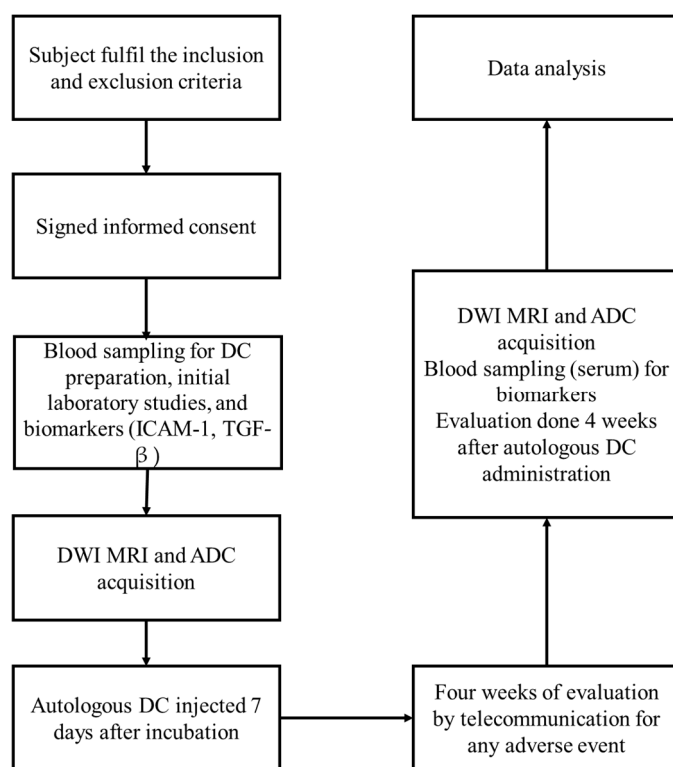 Subject fulfil the inclusion
and exclusion criteria
Signed informed consent
Blood sampling for DC
preparation, initial
laboratory studies, and
biomarkers (ICAM-1, TGF-
β)
DWI MRI and ADC
acquisition
Autologous DC injected 7
days after incubation
Four weeks of evaluation
by telecommunication for
any adverse event
DWI MRI and ADC
acquisition
Blood sampling (serum) for
biomarkers
Evaluation done 4 weeks
after autologous DC
administration
Data analysis